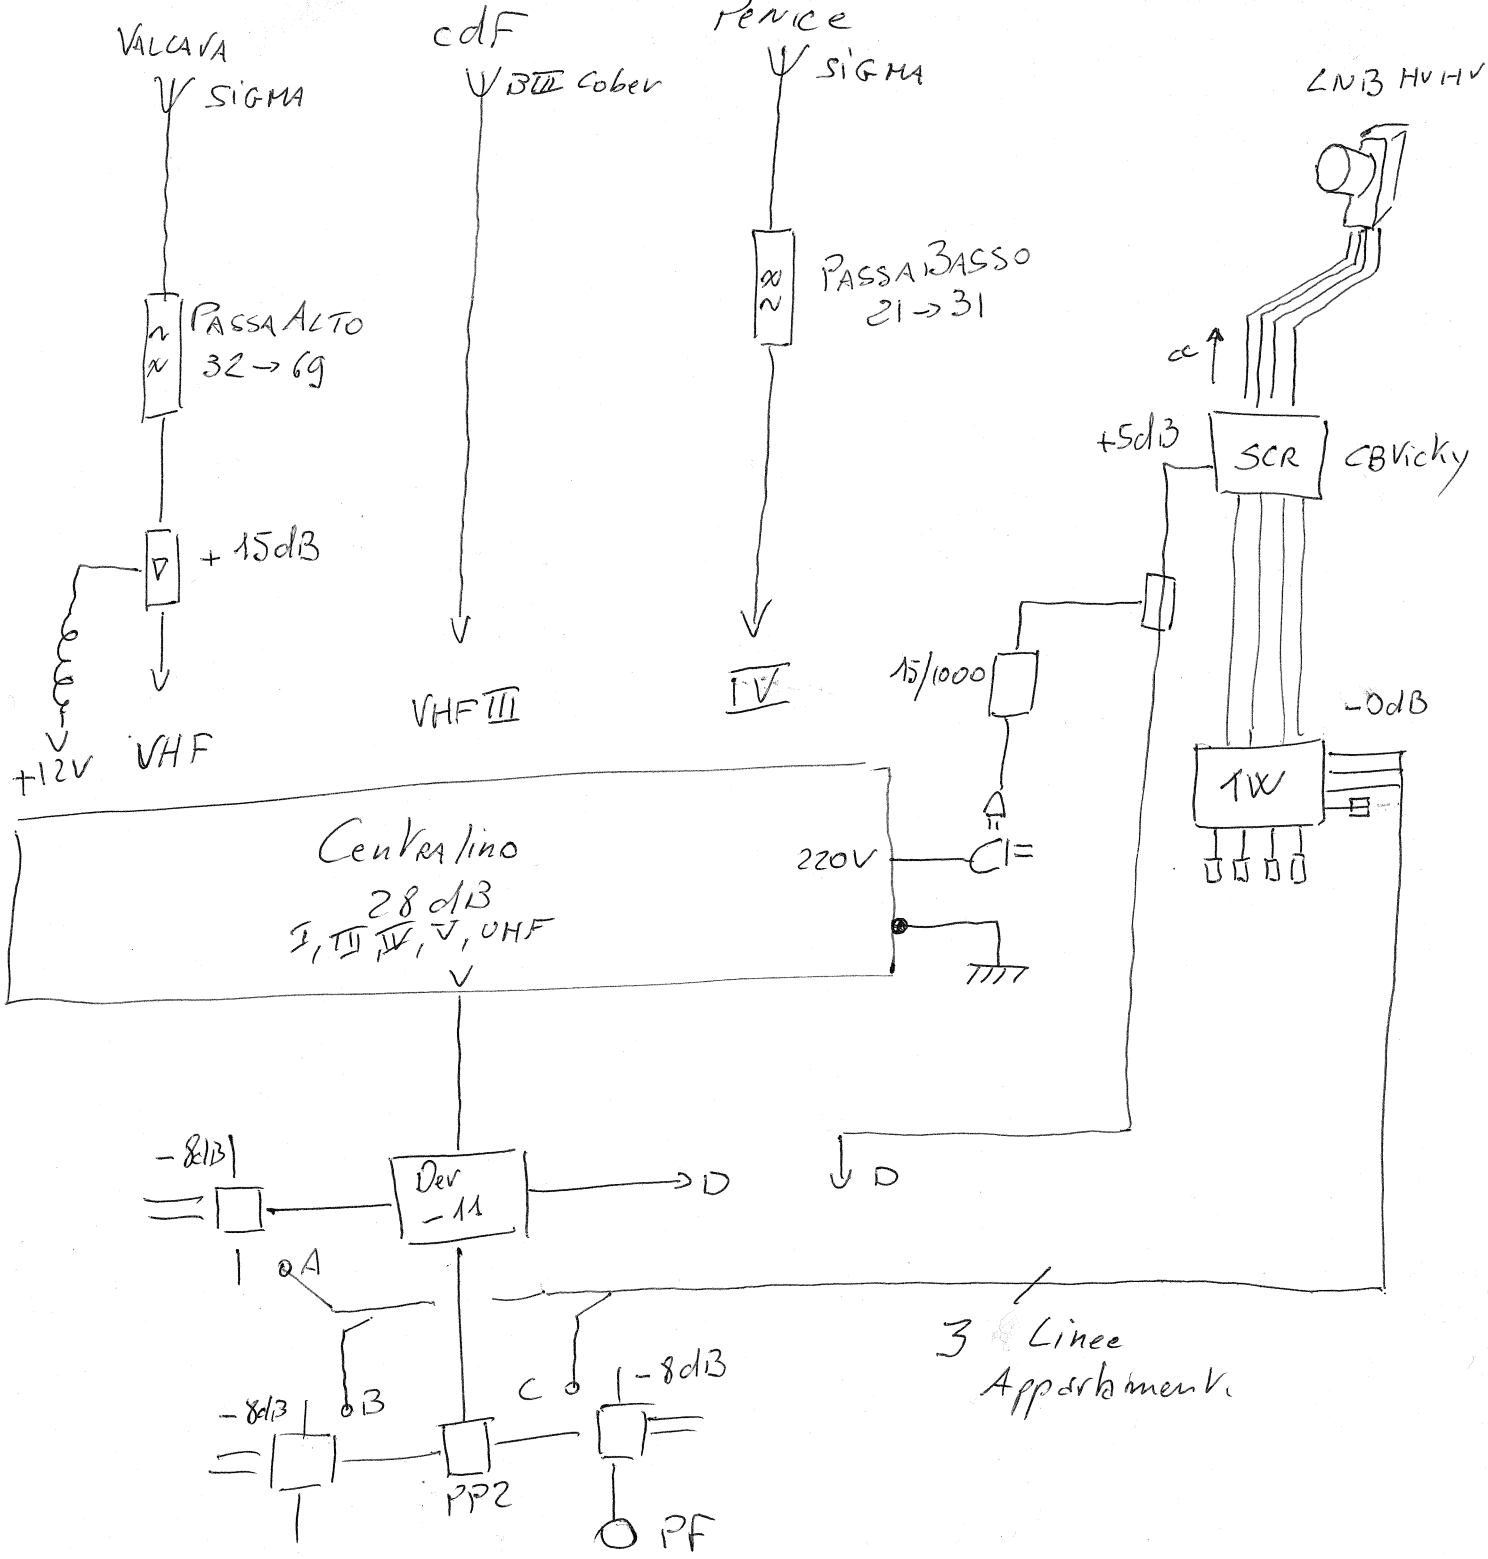 VALCAVA
SIGMA
cdF
BIII Cober
PENICE
SIGMA
LNB HVHV
PASSA ALTO
32→69
PASSA BASSO
21→31
cc
+5dB
SCR
CBVicky
+15dB
15/1000
+12V
VHF
VHF III
IV
-0dB
TW
Centralino
28 dB
I, III, IV, V, UHF
220V
-8dB
Dev
-11
D
D
A
B
C
-8dB
-8dB
3 Linee
Appartament.
PP2
PF